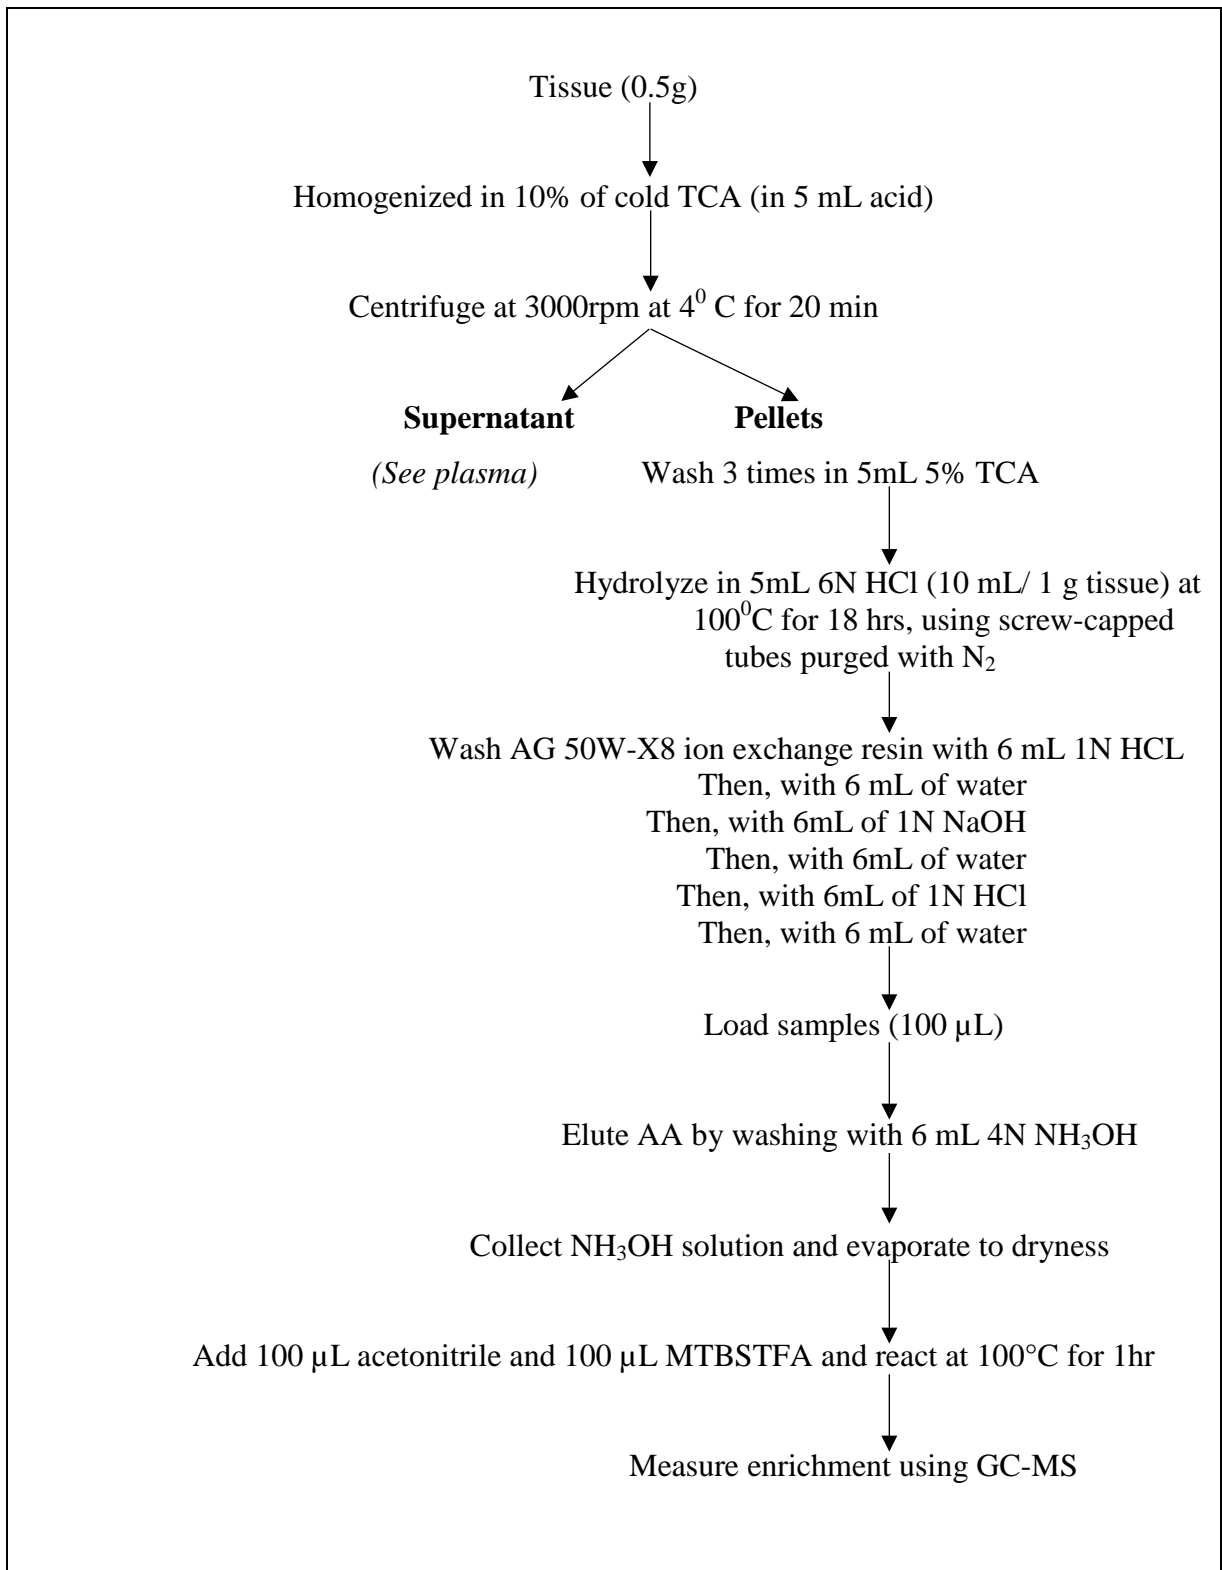 Tissue (0.5g)
Homogenized in 10% of cold TCA (in 5 mL acid)
Centrifuge at 3000rpm at 4⁰ C for 20 min
Supernatant
Pellets
(See plasma)
Wash 3 times in 5mL 5% TCA
Hydrolyze in 5mL 6N HCl (10 mL/ 1 g tissue) at
100⁰C for 18 hrs, using screw-capped
tubes purged with N₂
Wash AG 50W-X8 ion exchange resin with 6 mL 1N HCL
Then, with 6 mL of water
Then, with 6mL of 1N NaOH
Then, with 6mL of water
Then, with 6mL of 1N HCl
Then, with 6 mL of water
Load samples (100 µL)
Elute AA by washing with 6 mL 4N NH₃OH
Collect NH₃OH solution and evaporate to dryness
Add 100 µL acetonitrile and 100 µL MTBSTFA and react at 100°C for 1hr
Measure enrichment using GC-MS